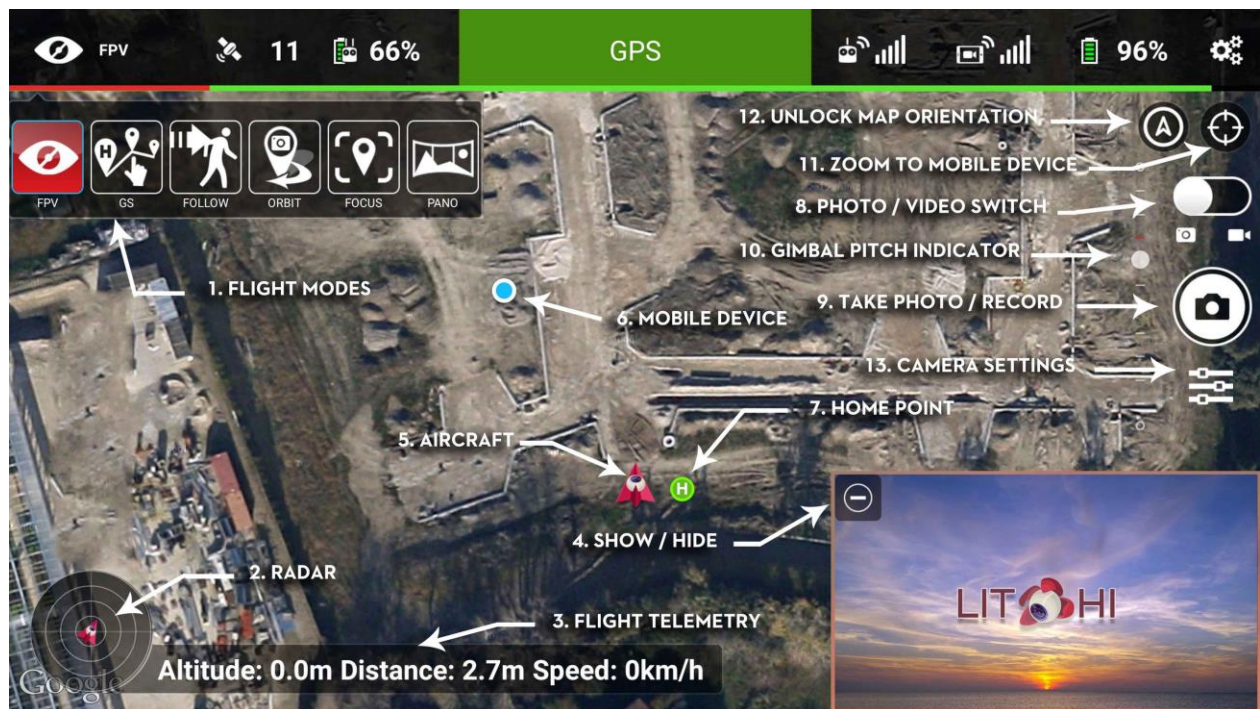 FPV
11
66%
GPS
96%
FPV
GS
FOLLOW
ORBIT
FOCUS
PANO
12. UNLOCK MAP ORIENTATION
11. ZOOM TO MOBILE DEVICE
8. PHOTO / VIDEO SWITCH
10. GIMBAL PITCH INDICATOR
1. FLIGHT MODES
9. TAKE PHOTO / RECORD
6. MOBILE DEVICE
13. CAMERA SETTINGS
7. HOME POINT
5. AIRCRAFT
H
4. SHOW / HIDE
2. RADAR
LITCHI
3. FLIGHT TELEMETRY
Altitude: 0.0m Distance: 2.7m Speed: 0km/h
Google